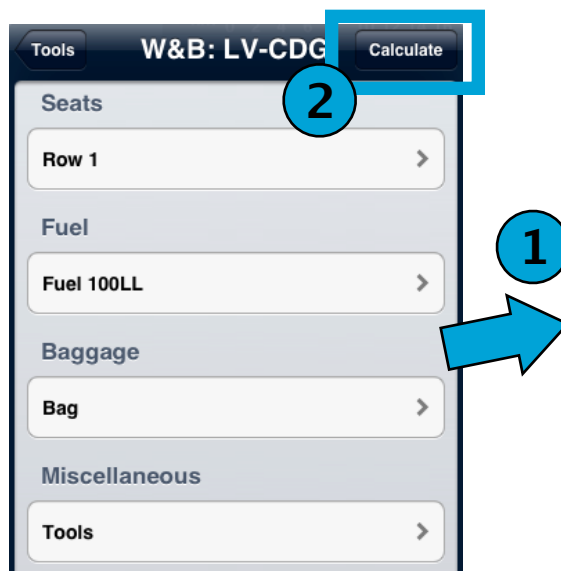 Tools W&B: LV-CDG Calculate
2
Seats
Row 1
1
Fuel
Fuel 100LL
Baggage
Bag
Miscellaneous
Tools